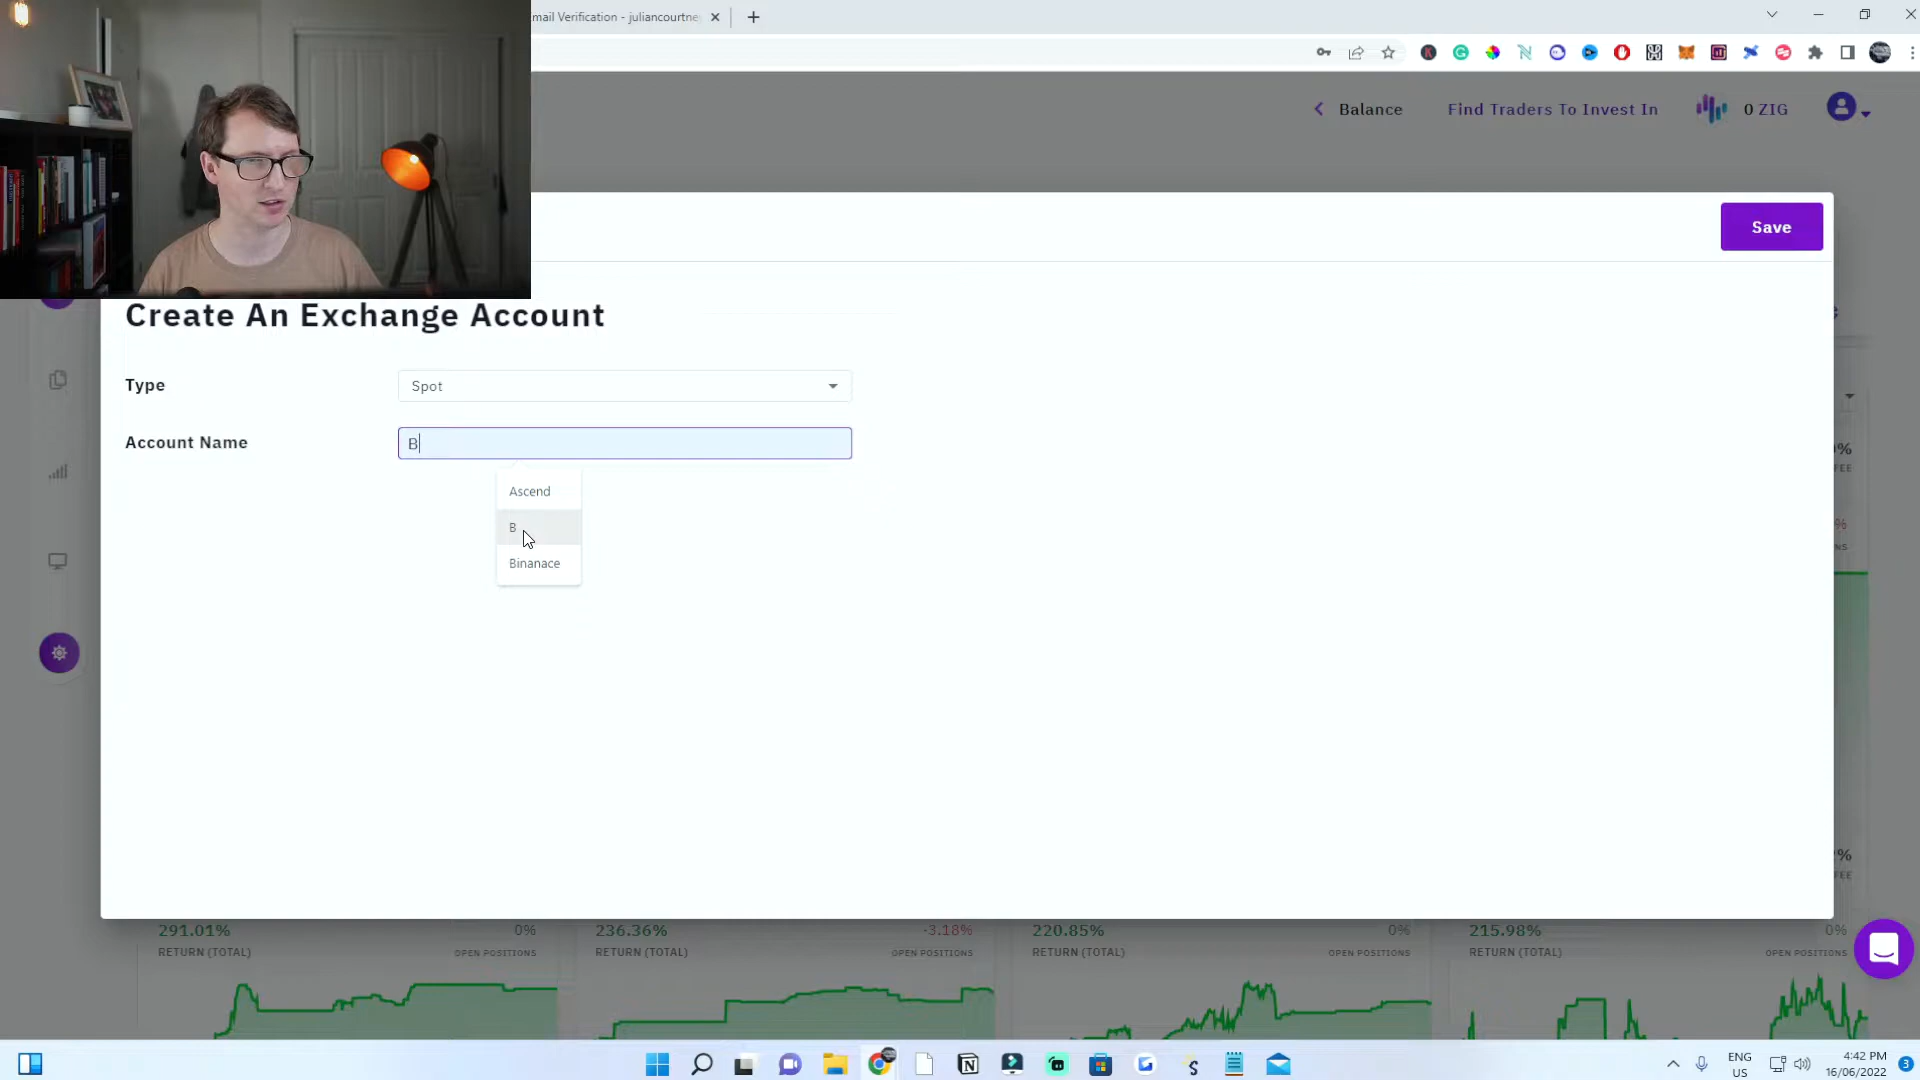 mail Verification - juliancourtne
Balance
Find Traders To Invest In
0 ZIG
Save
Create An Exchange Account
Type
Spot
Account Name
B
Ascend
B
Binanace
291.01%
0%
RETURN (TOTAL)
OPEN POSITIONS
236.36%
-3.18%
RETURN (TOTAL)
OPEN POSITIONS
220.85%
0%
RETURN (TOTAL)
OPEN POSITIONS
215.98%
0%
RETURN (TOTAL)
OPEN POSITIONS
ENG
US
4:42 PM
16/06/2022
3